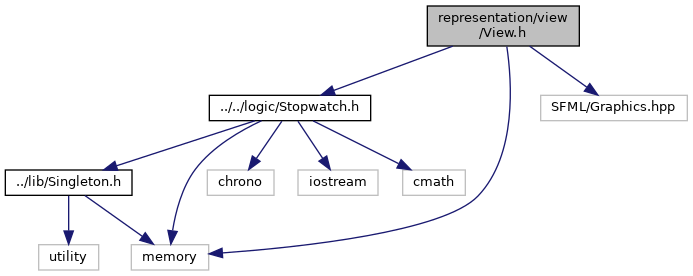 representation/view
/View.h
../../logic/Stopwatch.h
SFML/Graphics.hpp
../lib/Singleton.h
chrono
iostream
cmath
utility
memory